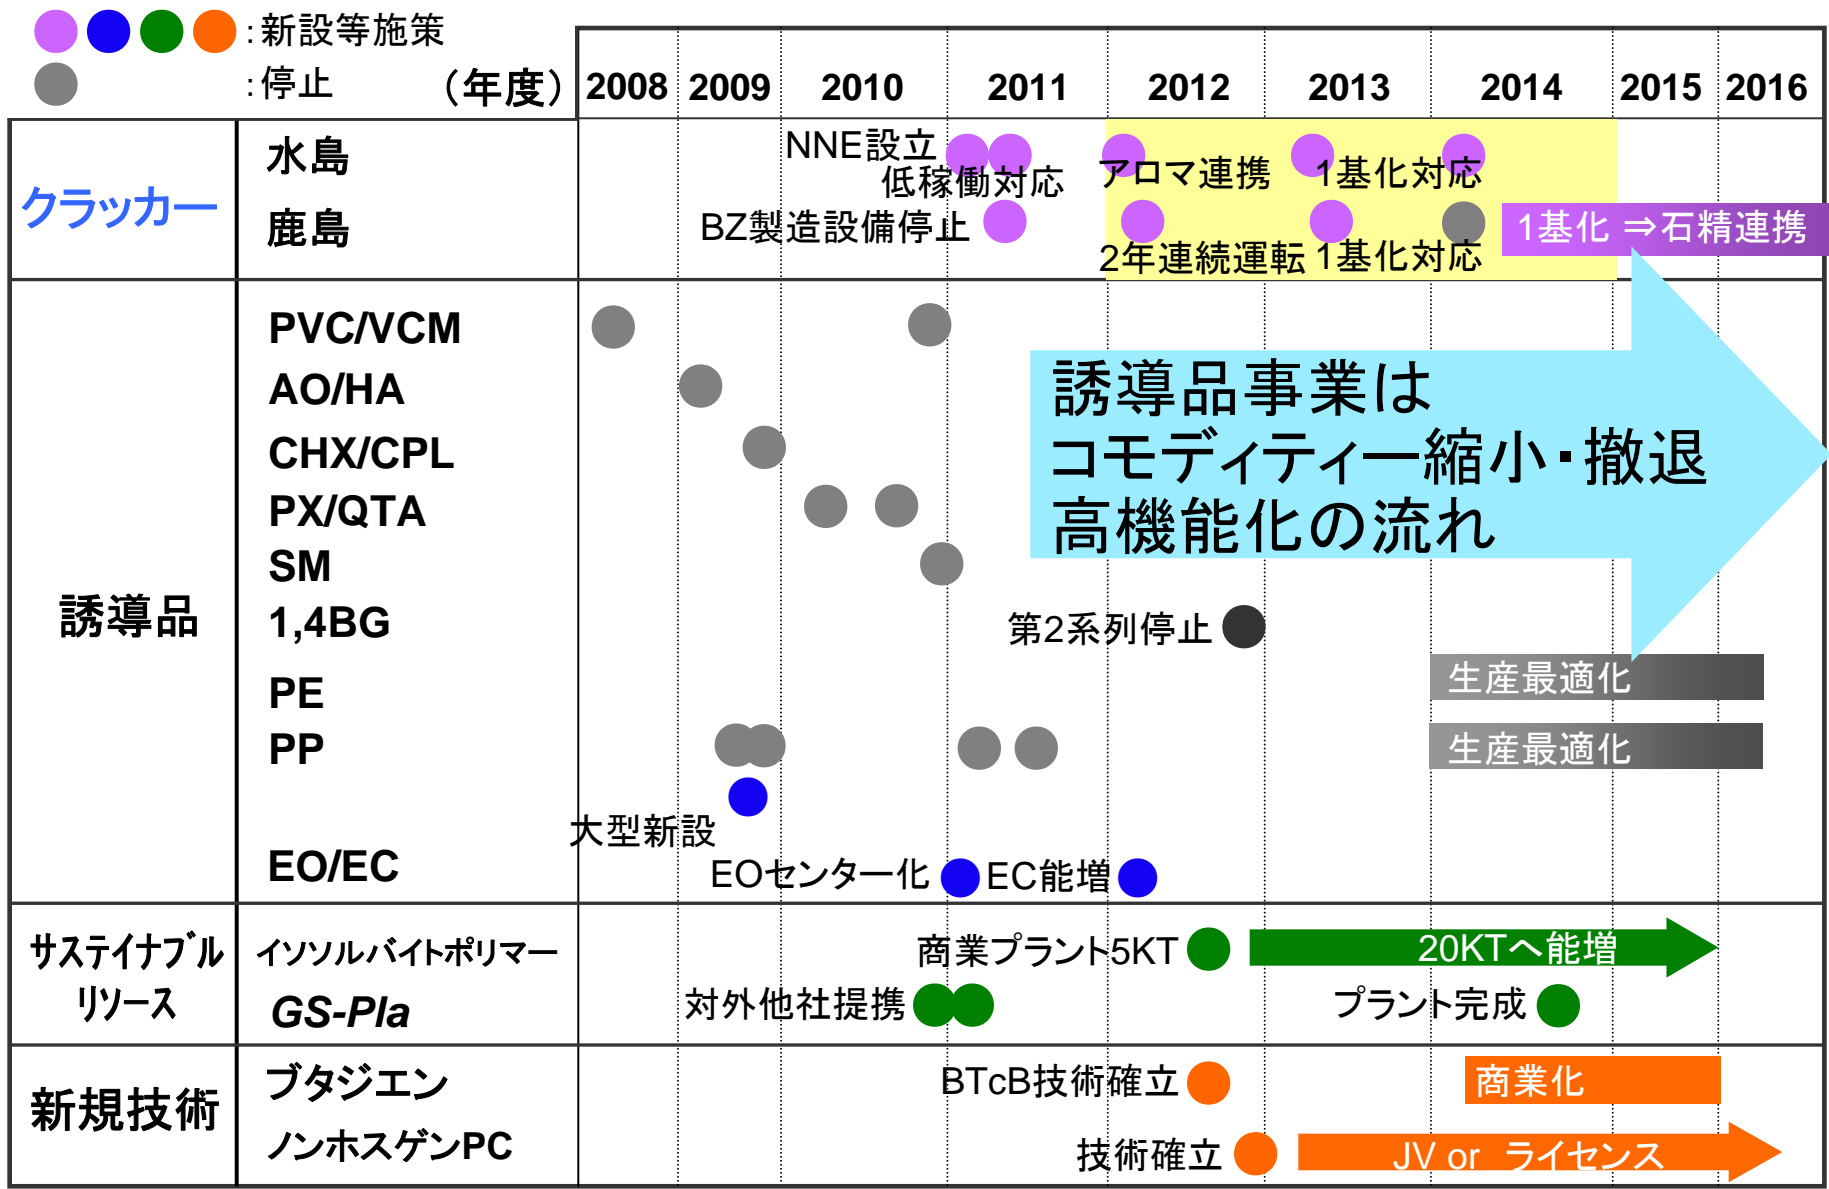 :新設等施策
:停止
（年度）
2008 2009 2010 2011 2012 2013 2014 2015 2016
クラッカー
水島
NNE設立
低稼働対応
アロマ連携
1基化対応
鹿島
BZ製造設備停止
2年連続運転
1基化対応
1基化 ⇒石精連携
誘導品
PVC/VCM
AO/HA
CHX/CPL
PX/QTA
SM
1,4BG
第2系列停止
PE
生産最適化
PP
生産最適化
大型新設
EO/EC
EOセンター化
EC能増
誘導品事業は
コモディティー縮小・撤退
高機能化の流れ
サステイナブル
リソース
イソソルバイトポリマー
商業プラント5KT
20KTへ能増
GS-Pla
対外他社提携
プラント完成
新規技術
ブタジエン
BTcB技術確立
商業化
ノンホスゲンPC
技術確立
JV or ライセンス